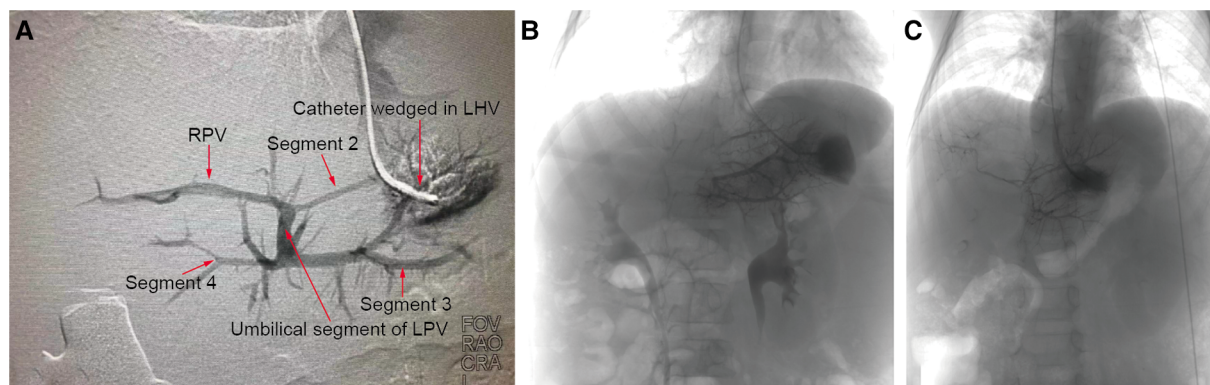 A
B
C
Catheter wedged in LHV
RPV
Segment 2
Segment 4
Segment 3
Umbilical segment of LPV
FOV
RAO
CRA
L